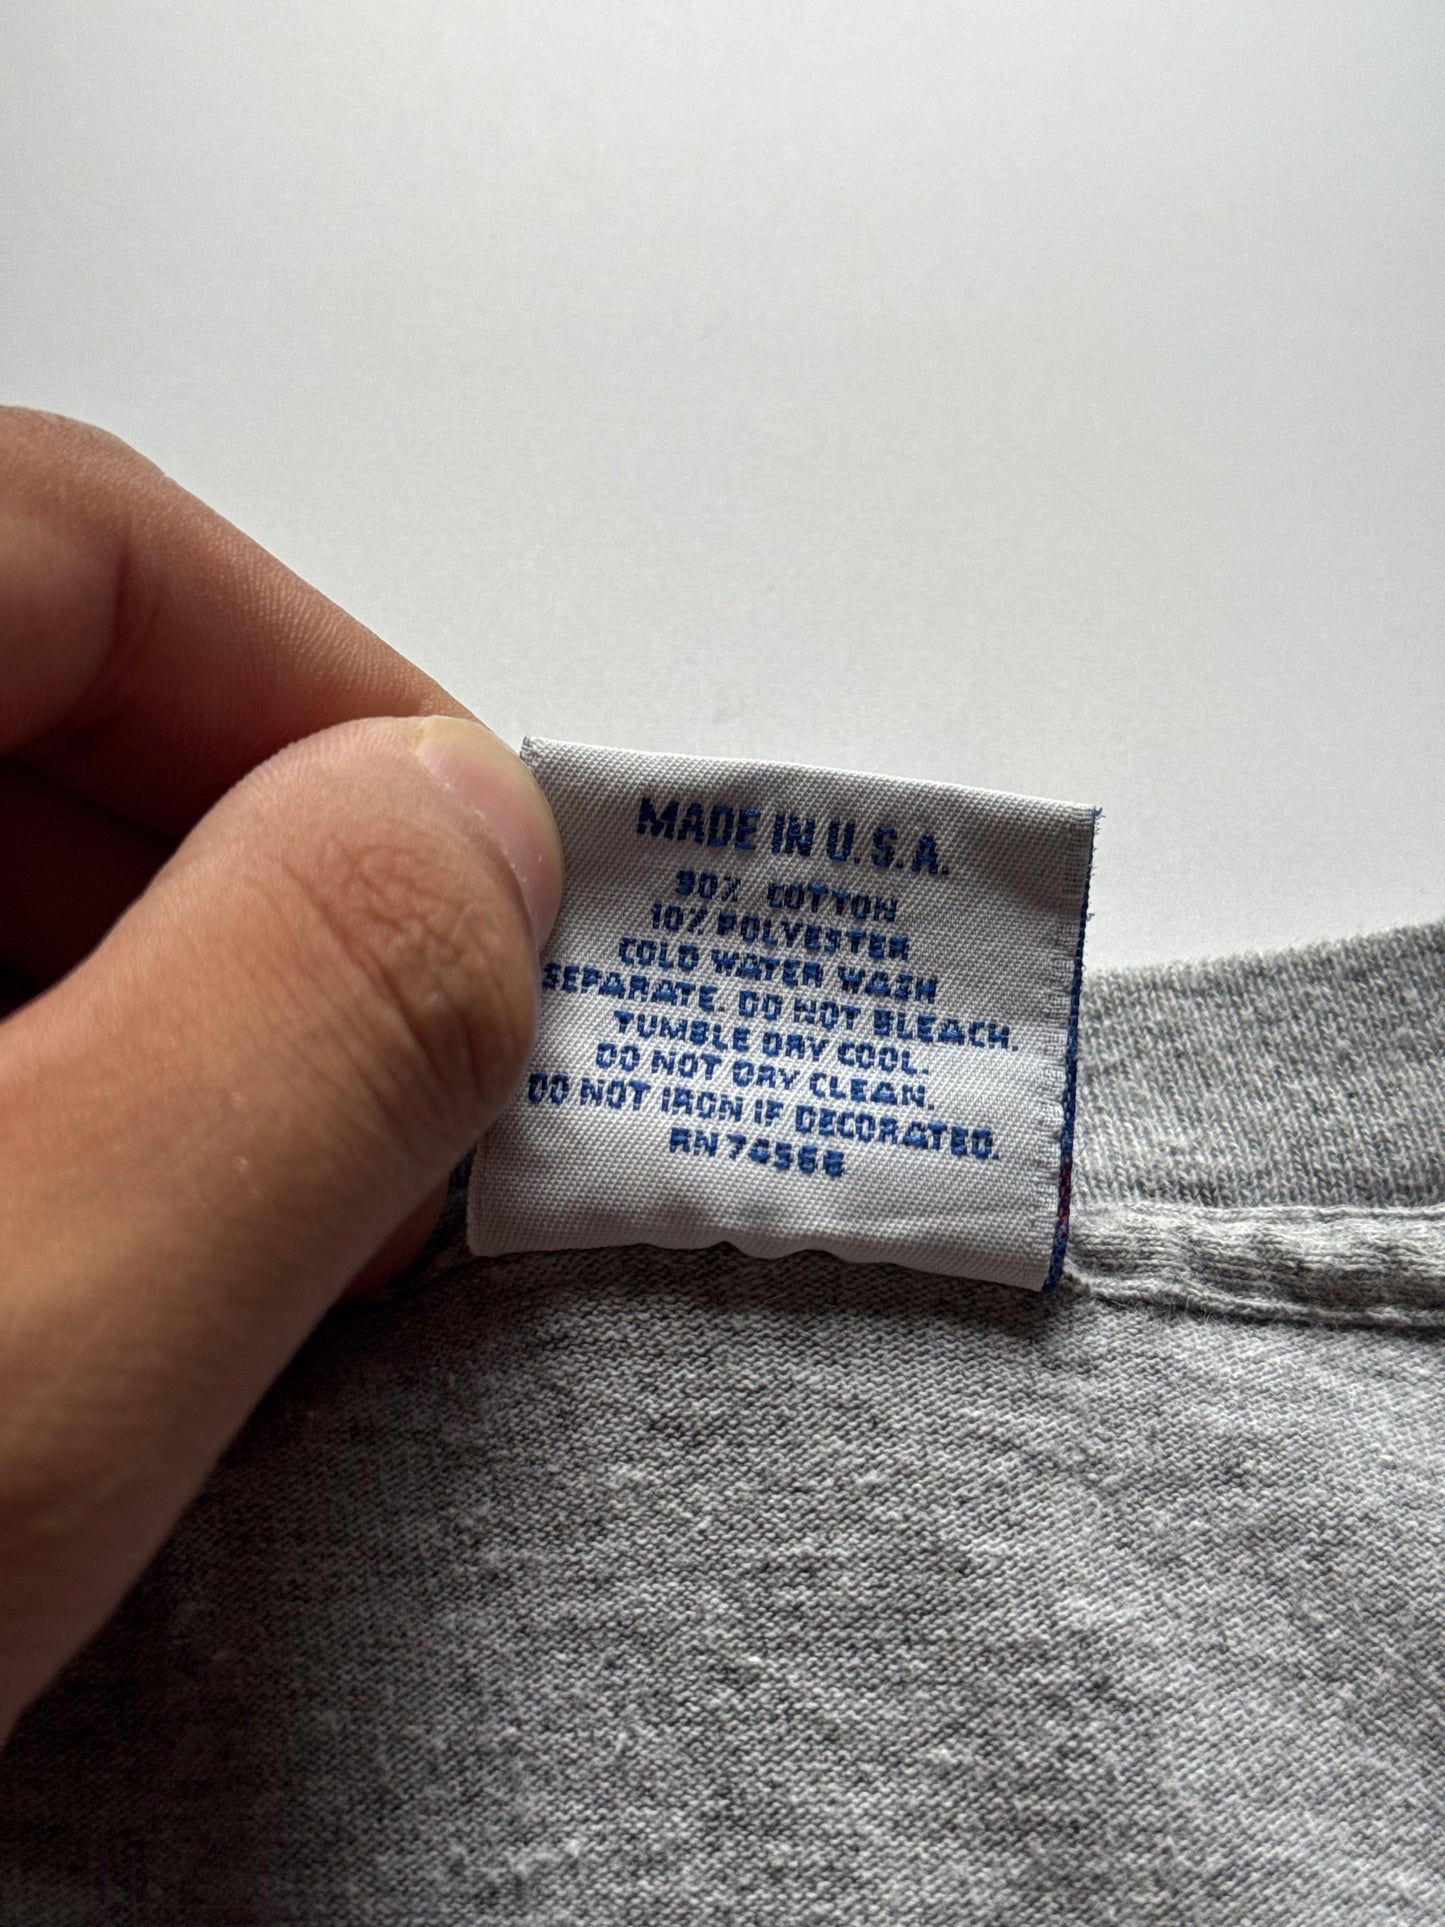 MADE IN U.S.A.
90% COTTON
10% POLYESTER
COLD WATER WASH
SEPARATE. DO NOT BLEACH.
TUMBLE DRY COOL.
DO NOT DRY CLEAN.
DO NOT IRON IF DECORATED.
RN 74566